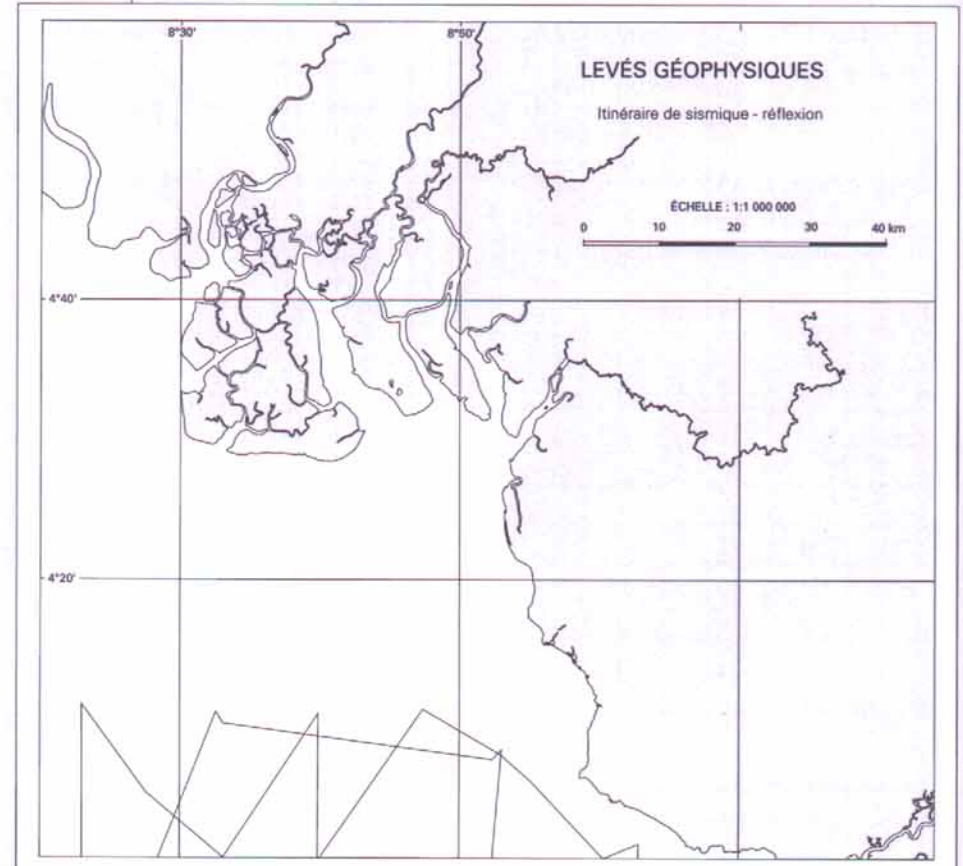 8°30'
8°50'
LEVÉS GÉOPHYSIQUES
Itinéraire de sismique - réflexion
ÉCHELLE : 1:1 000 000
0 10 20 30 40 km
4°40'
4°20'